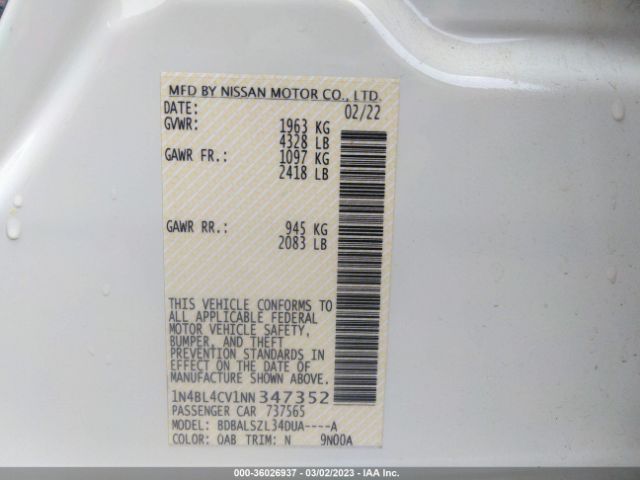 MFD BY NISSAN MOTOR CO., LTD.
DATE: 02/22
GVWR: 1963 KG
4328 LB
GAWR FR.: 1097 KG
2418 LB
GAWR RR.: 945 KG
2083 LB
THIS VEHICLE CONFORMS TO
ALL APPLICABLE FEDERAL
MOTOR VEHICLE SAFETY,
BUMPER, AND THEFT
PREVENTION STANDARDS IN
EFFECT ON THE DATE OF
MANUFACTURE SHOWN ABOVE.
1N4BL4CV1NN347352
PASSENGER CAR 737565
MODEL: BDBALSZL34DUA----A
COLOR: QAB TRIM: N 9N00A
000-36026937 - 03/02/2023 - IAA Inc.